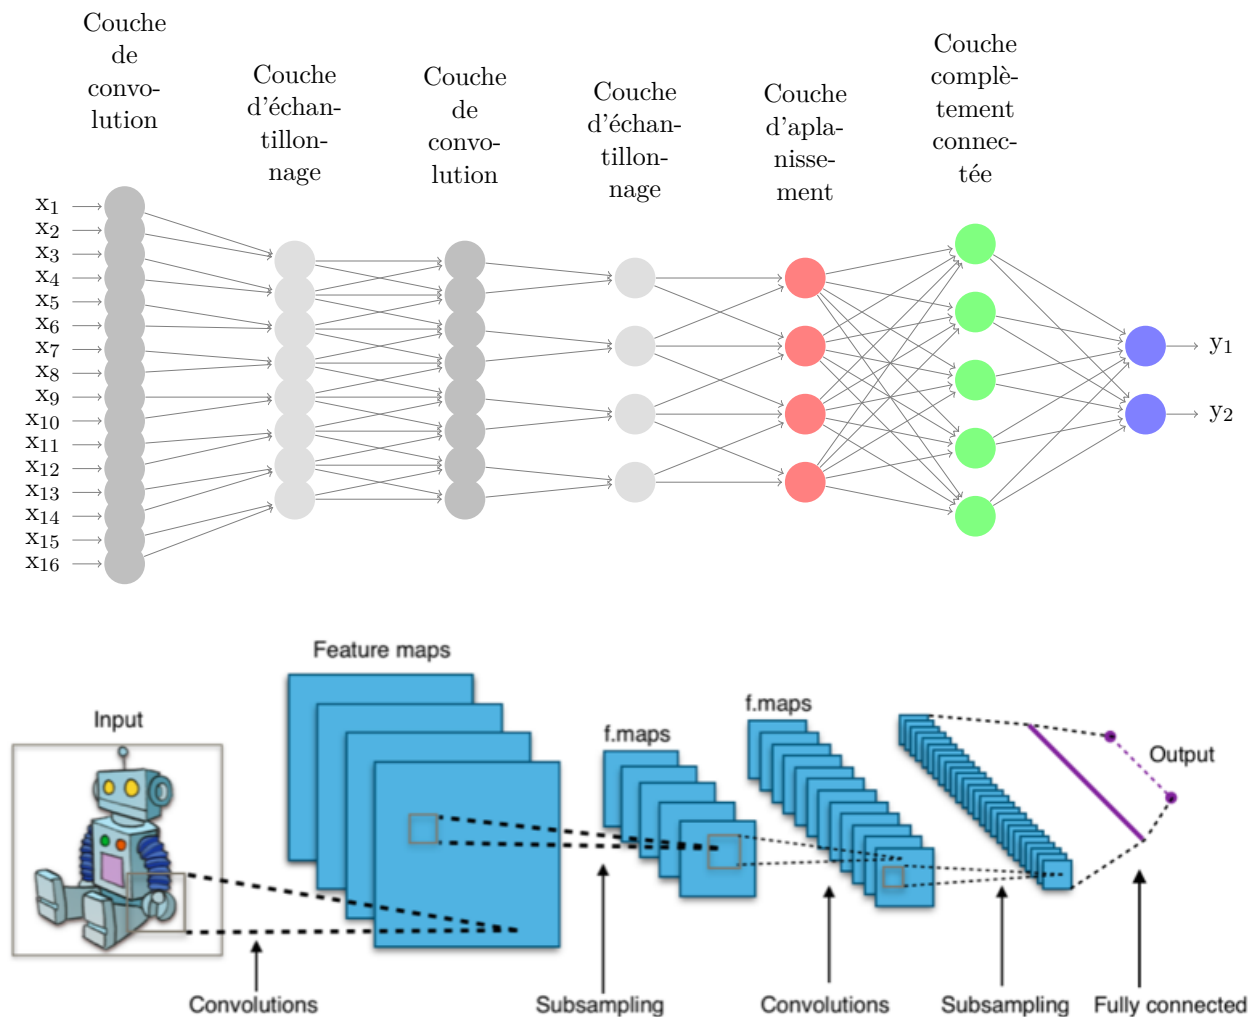 Couche
de
convo-
lution
Couche
d'échan-
tillon-
nage
Couche
de
convo-
lution
Couche
d'échan-
tillon-
nage
Couche
d'apla-
nisse-
ment
Couche
complè-
tement
connec-
tée
x1
x2
x3
x4
x5
x6
x7
x8
x9
x10
x11
x12
x13
x14
x15
x16
y1
y2
Feature maps
Input
f.maps
f.maps
Output
Convolutions
Subsampling
Convolutions
Subsampling
Fully connected